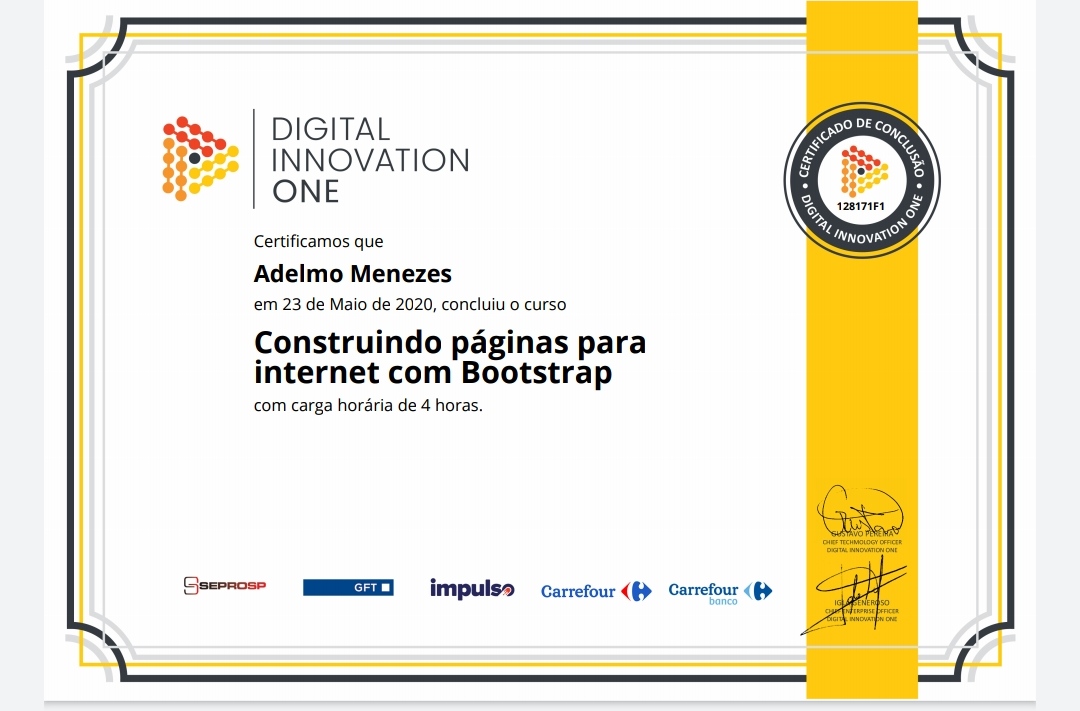 DIGITAL
INNOVATION
ONE
CERTIFICADO DE CONCLUSÃO
128171F1
DIGITAL INNOVATION ONE
Certificamos que
Adelmo Menezes
em 23 de Maio de 2020, concluiu o curso
Construindo páginas para
internet com Bootstrap
com carga horária de 4 horas.
GUSTAVO PEREIRA
CHIEF TECHNOLOGY OFFICER
DIGITAL INNOVATION ONE
SEPROSP
GFT
impulso
Carrefour
Carrefour
banco
GENEROSO
CHIEF ENTERPRISE OFFICER
DIGITAL INNOVATION ONE